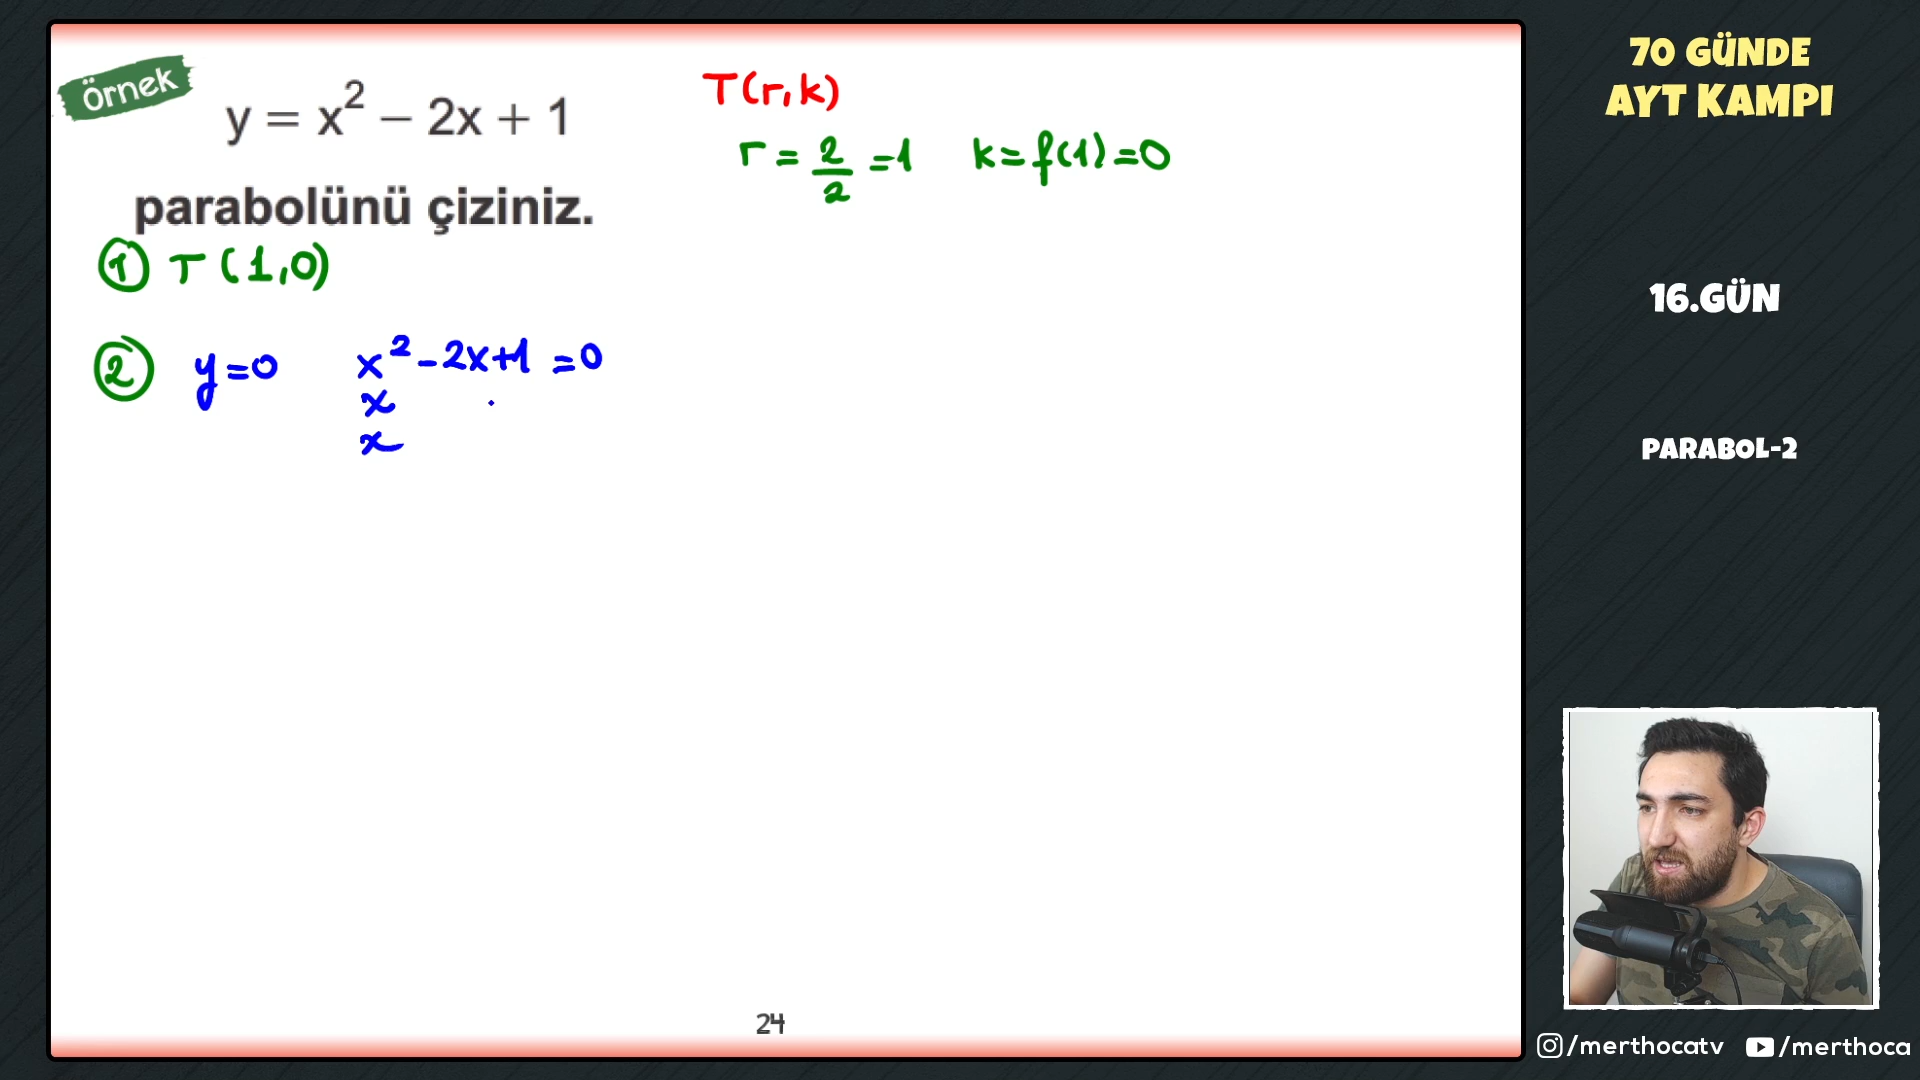 Örnek
y = x² − 2x + 1
parabolünü çiziniz.
T(r,k)
r = 2/2 = 1 k = f(1) = 0
① T (1,0)
② y=0 x² - 2x + 1 = 0
x
x
24
70 GÜNDE
AYT KAMPI
16.GÜN
PARABOL-2
/merthocatv /merthoca